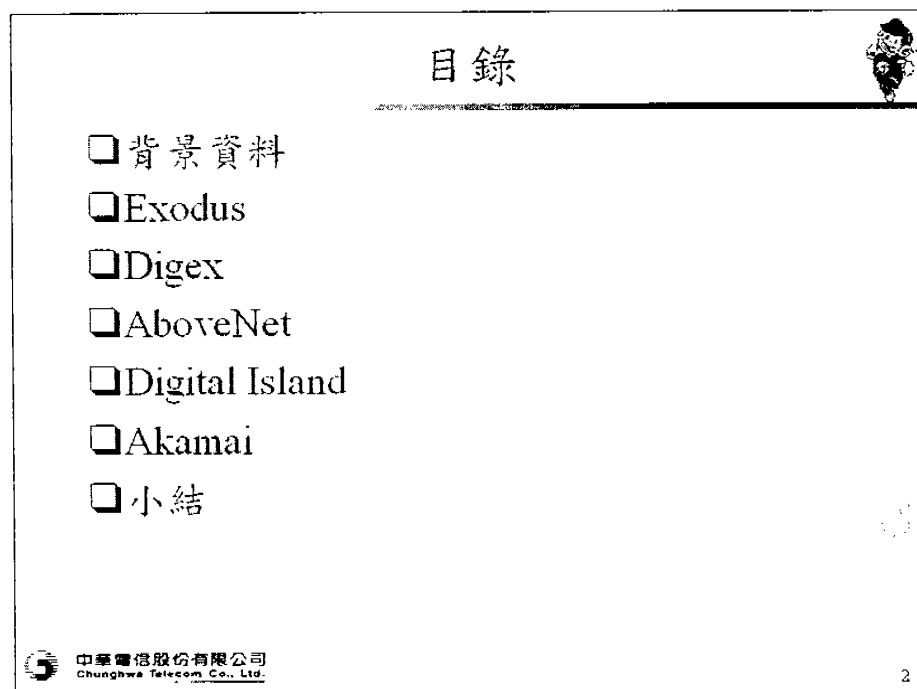 目錄
背景資料
Exodus
Digex
AboveNet
Digital Island
Akamai
小結
中華電信股份有限公司
Chunghwa Telecom Co., Ltd.
2